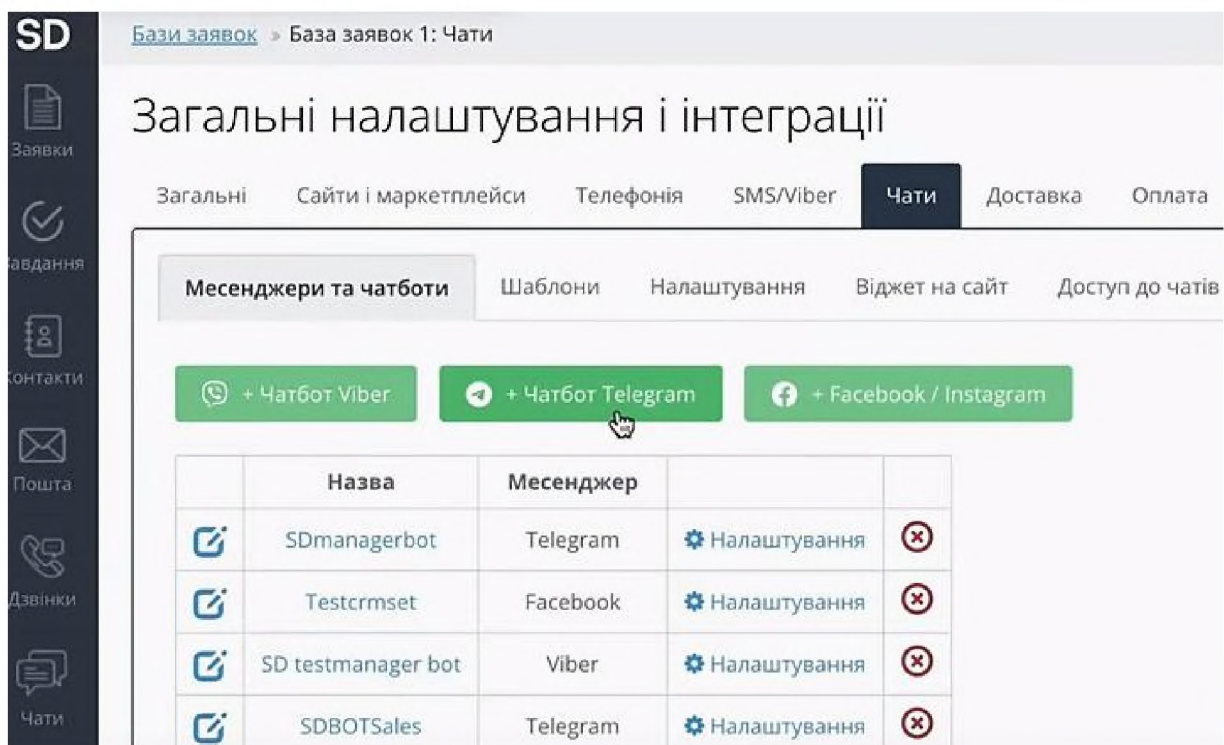 SD
Бази заявок » База заявок 1: Чати
Загальні налаштування і інтеграції
Заявки
Загальні Сайти і маркетплейси Телефонія SMS/Viber Чати Доставка Оплата
авдання
Месенджери та чатботи Шаблони Налаштування Віджет на сайт Доступ до чатів
Контакти
+ Чатбот Viber + Чатбот Telegram + Facebook / Instagram
Пошта
Назва Месенджер
SDmanagerbot Telegram Налаштування
Дзвінки
Testcrmset Facebook Налаштування
SD testmanager bot Viber Налаштування
Чати
SDBOTSales Telegram Налаштування